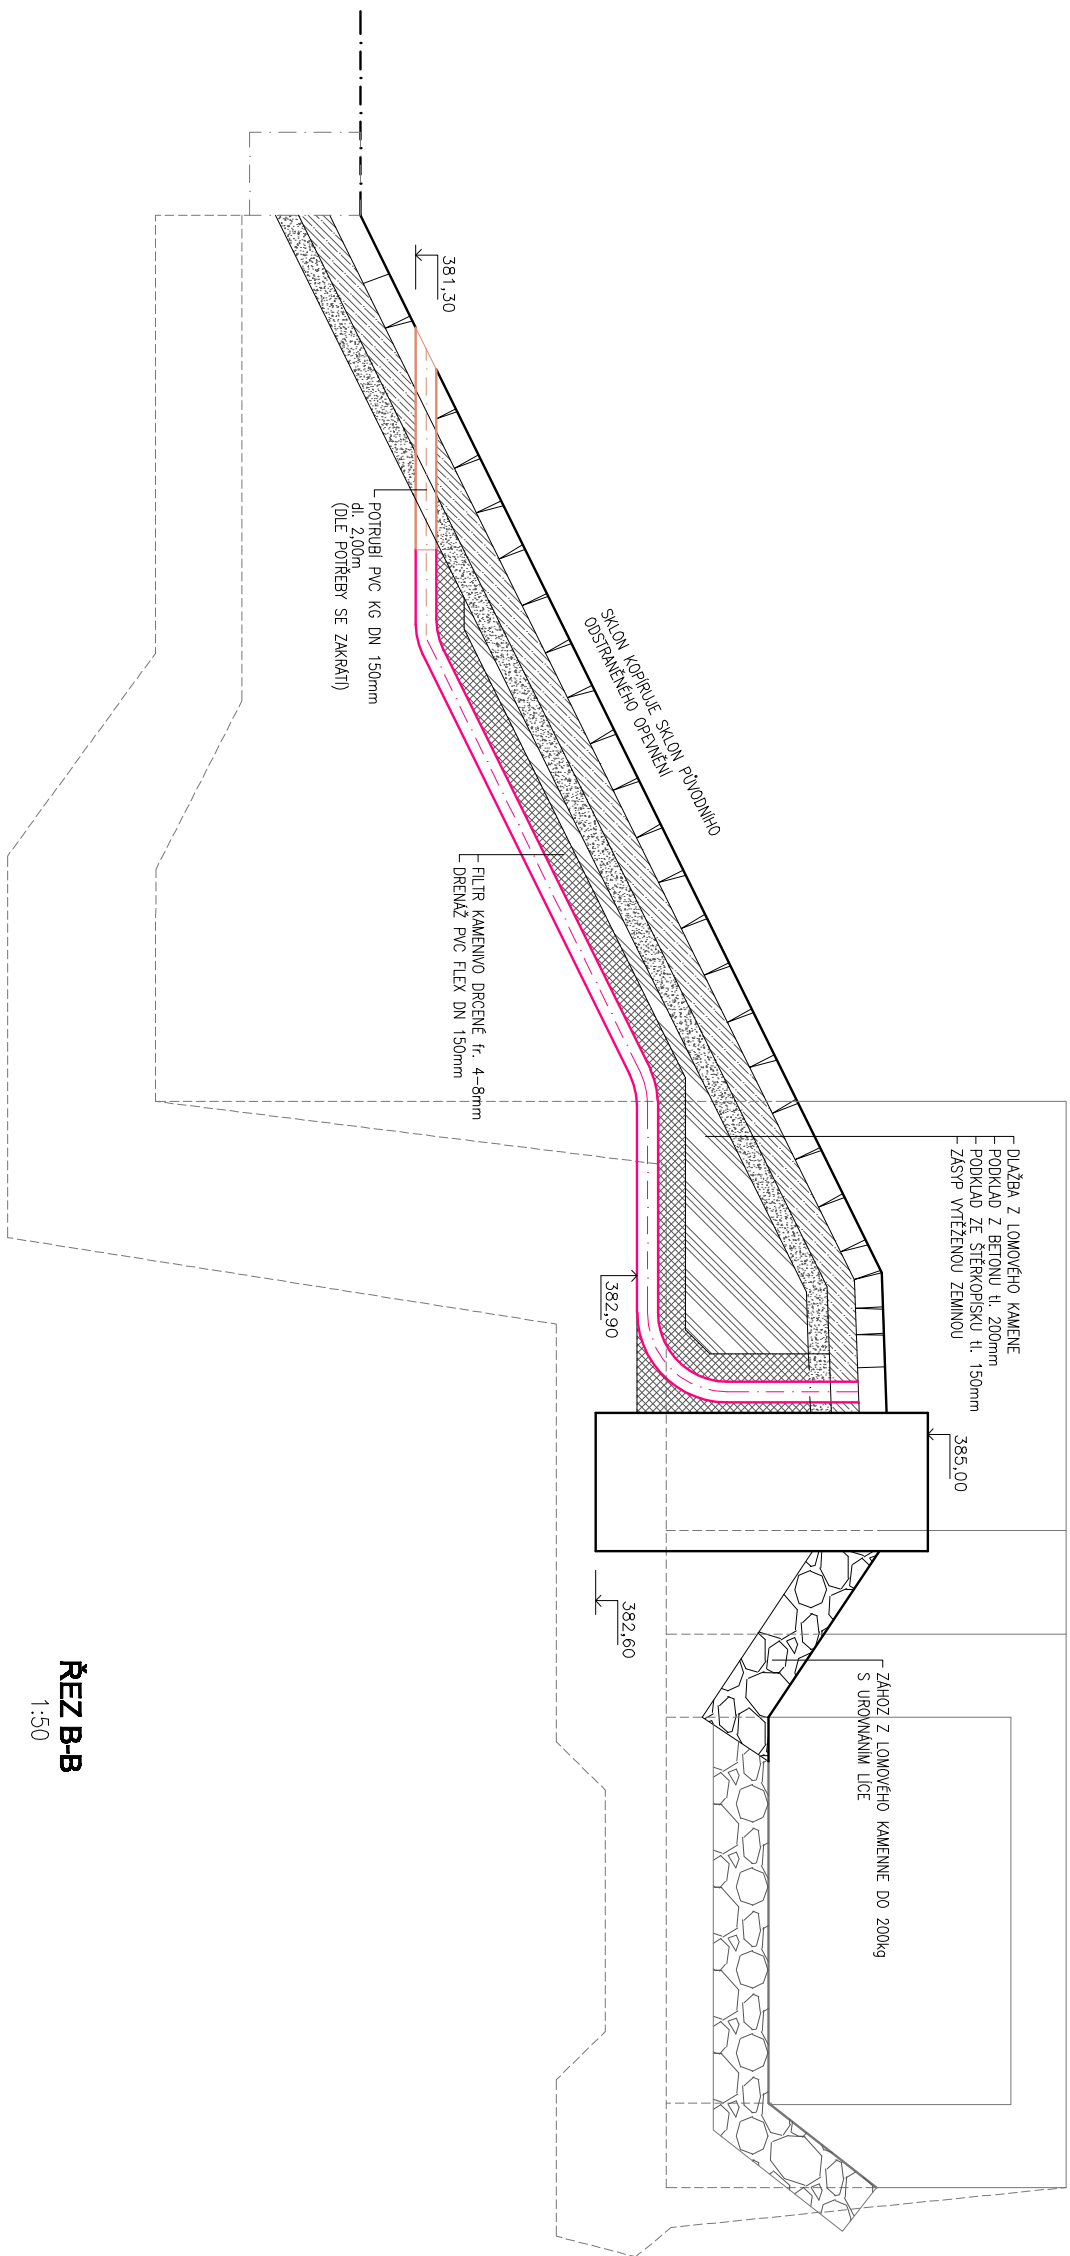 381,30
POTRUBÍ PVC KG DN 150mm
dl. 2,00m
(DLE POTŘEBY SE ZAKRÁTÍ)
SKLON KOPÍRUJE SKLON PŮVODNÍHO
ODSTRANĚNÉHO OPEVNĚNÍ
FILTR KAMENIVO DRCENÉ fr. 4-8mm
DRENÁŽ PVC FLEX DN 150mm
DLAŽBA Z LOMOVÉHO KAMENE
PODKLAD Z BETONU tl. 200mm
PODKLAD ZE ŠTĚRKOPÍSKU tl. 150mm
ZÁSYP VYTĚŽENOU ZEMINOU
382,90
385,00
382,60
ZÁHOZ Z LOMOVÉHO KAMENNE DO 200kg
S UROVNÁNÍM LÍCE
ŘEZ B-B
1:50